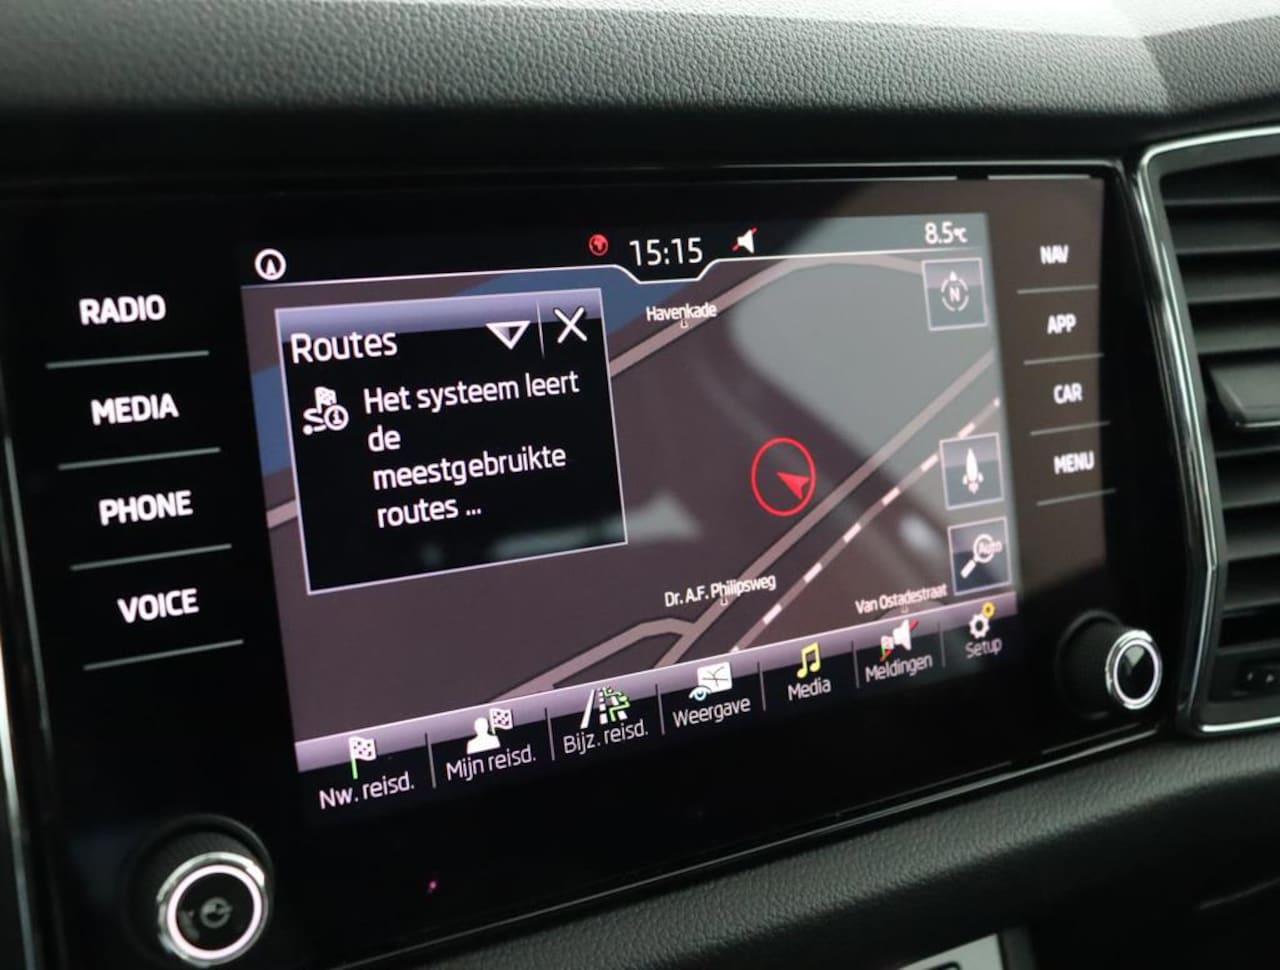 15:15
8.5°C
RADIO
MEDIA
PHONE
VOICE
Routes
Het systeem leert
de
meestgebruikte
routes ...
Havenkade
N
Dr. A.F. Philipsweg
Van Ostadestraat
Auto
NAV
APP
CAR
MENU
Nw. reisd.
Mijn reisd.
Bijz. reisd.
Weergave
Media
Meldingen
Setup